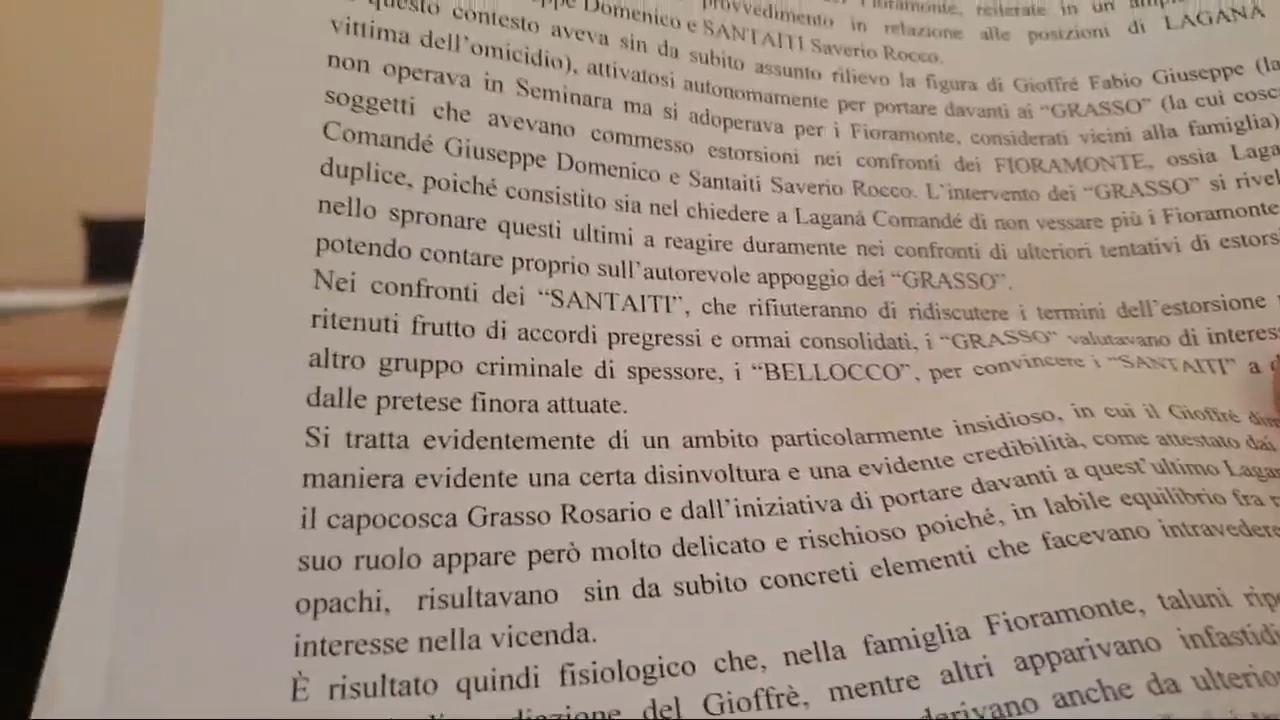 provvedimento in relazione alle posizioni di LAGANÀ
questo contesto aveva sin da subito assunto rilievo la figura di Gioffré Fabio Giuseppe (la
Domenico e SANTAITI Saverio Rocco.
vittima dell'omicidio), attivatosi autonomamente per portare davanti ai "GRASSO" (la cui cosc
non operava in Seminara ma si adoperava per i Fioramonte, considerati vicini alla famiglia)
soggetti che avevano commesso estorsioni nei confronti dei FIORAMONTE, ossia Laga
Comandé Giuseppe Domenico e Santaiti Saverio Rocco. L'intervento dei "GRASSO" si rivel
duplice, poiché consistito sia nel chiedere a Laganá Comandé di non vessare più i Fioramonte
nello spronare questi ultimi a reagire duramente nei confronti di ulteriori tentativi di estorsi
potendo contare proprio sull'autorevole appoggio dei "GRASSO".
Nei confronti dei "SANTAITI", che rifiuteranno di ridiscutere i termini dell'estorsione
ritenuti frutto di accordi pregressi e ormai consolidati, i "GRASSO" valutavano di interes
altro gruppo criminale di spessore, i "BELLOCCO", per convincere i "SANTAITI" a
dalle pretese finora attuate.
Si tratta evidentemente di un ambito particolarmente insidioso, in cui il Gioffrè dim
maniera evidente una certa disinvoltura e una evidente credibilità, come attestato dai
il capocosca Grasso Rosario e dall'iniziativa di portare davanti a quest'ultimo Laga
suo ruolo appare però molto delicato e rischioso poiché, in labile equilibrio fra
opachi, risultavano sin da subito concreti elementi che facevano intravedere
interesse nella vicenda.
È risultato quindi fisiologico che, nella famiglia Fioramonte, taluni ripo
del Gioffrè, mentre altri apparivano infastidi
derivano anche da ulterio